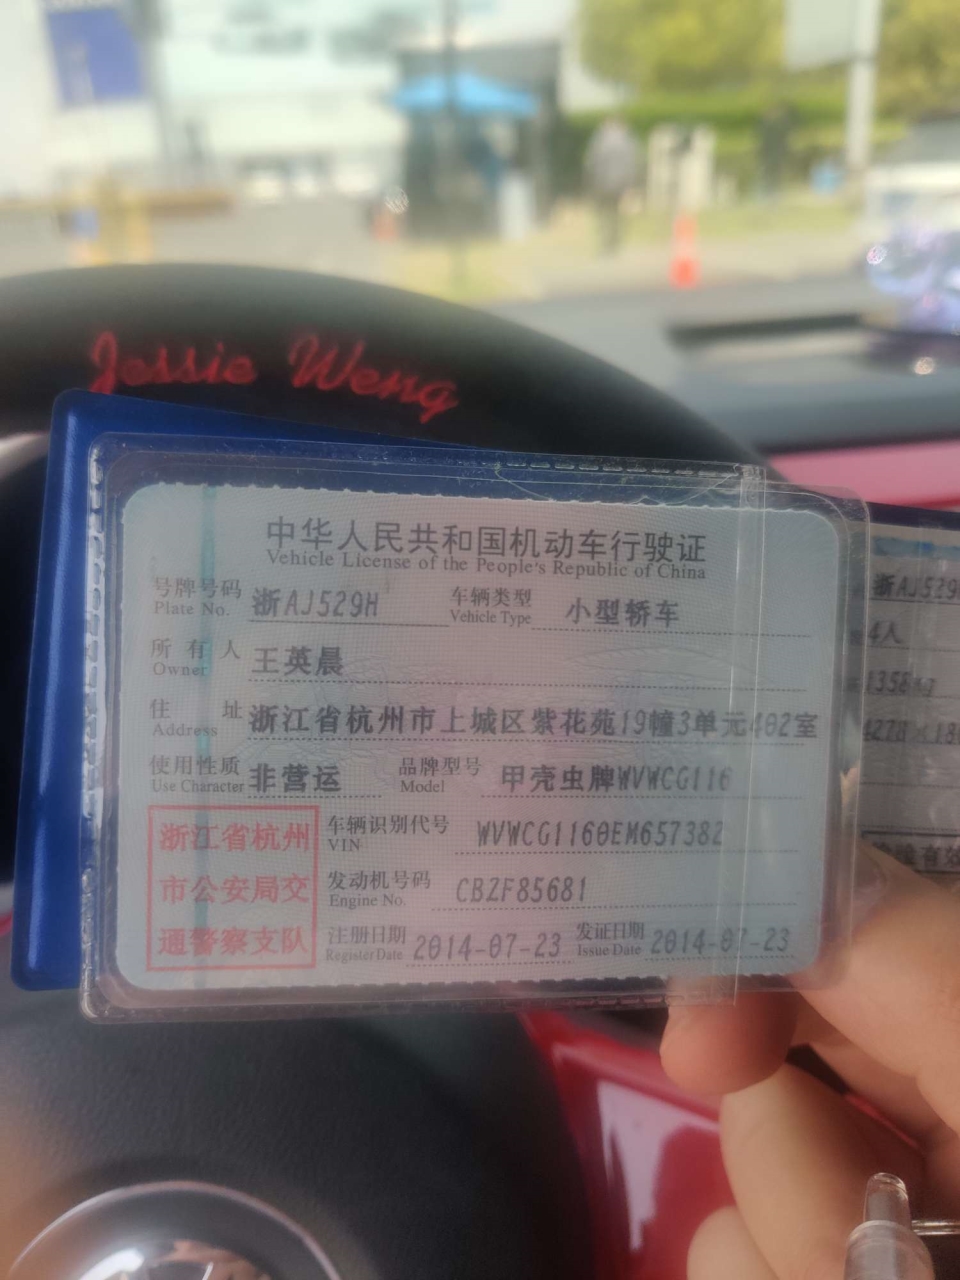 Jessie Weng
中华人民共和国机动车行驶证
Vehicle License of the People's Republic of China
号牌号码 浙AJ529H 车辆类型 小型轿车
Plate No. Vehicle Type
所有人 王英晨
Owner
住址 浙江省杭州市上城区紫花苑19幢3单元402室
Address
使用性质 非营运 品牌型号 甲壳虫牌WVWCG116
Use Character Model
浙江省杭州
市公安局交
通警察支队
车辆识别代号 WVWCG1160EM657382
VIN
发动机号码 CBZF85681
Engine No.
注册日期 2014-07-23 发证日期 2014-07-23
Register Date Issue Date
浙AJ529
4人
1358kg